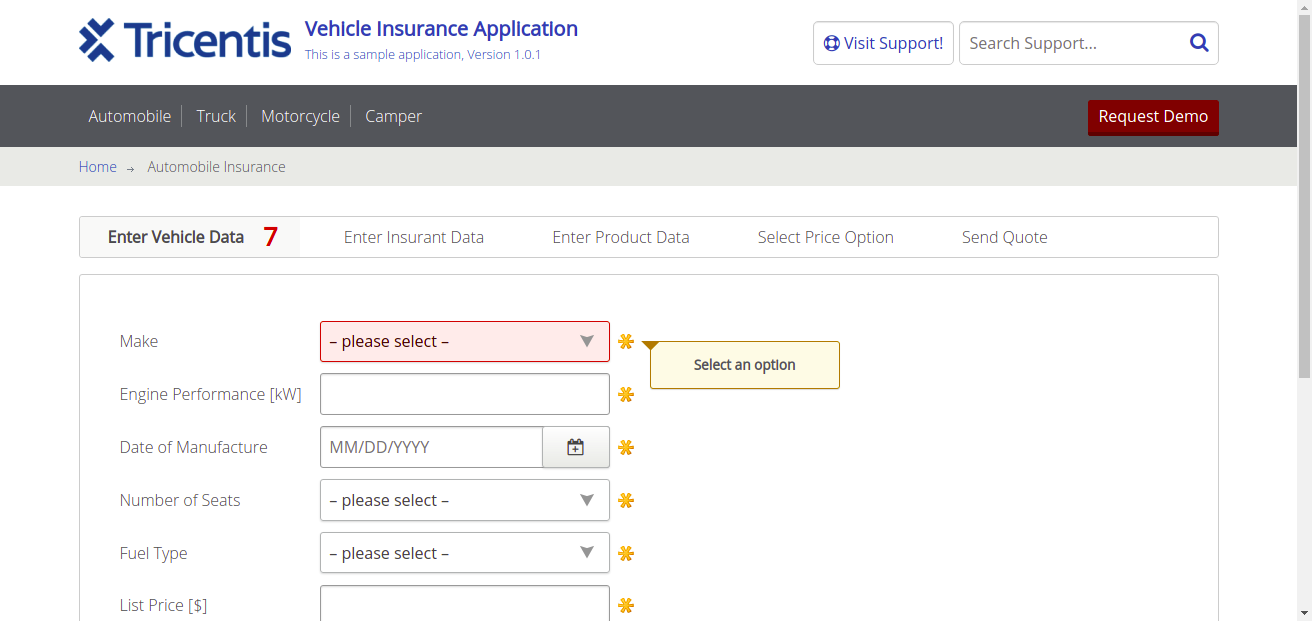 Tricentis
Vehicle Insurance Application
This is a sample application, Version 1.0.1
Visit Support!
Search Support...
Automobile
Truck
Motorcycle
Camper
Request Demo
Home → Automobile Insurance
Enter Vehicle Data 7
Enter Insurant Data
Enter Product Data
Select Price Option
Send Quote
Make
– please select –
Select an option
Engine Performance [kW]
Date of Manufacture
MM/DD/YYYY
Number of Seats
– please select –
Fuel Type
– please select –
List Price [$]